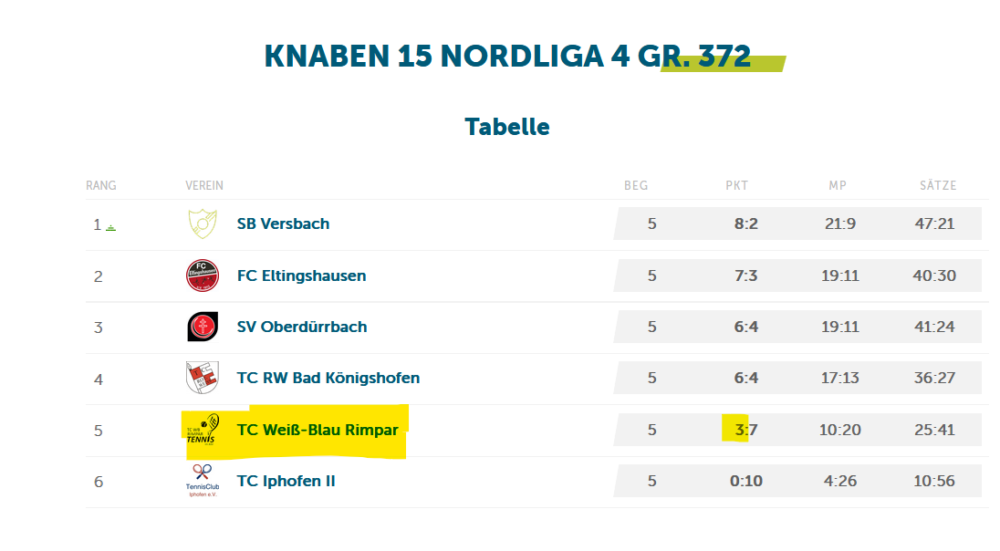 KNABEN 15 NORDLIGA 4 GR. 372
Tabelle
RANG VEREIN BEG PKT MP SÄTZE
1 SB Versbach 5 8:2 21:9 47:21
2 FC Eltingshausen 5 7:3 19:11 40:30
3 SV Oberdürrbach 5 6:4 19:11 41:24
4 TC RW Bad Königshofen 5 6:4 17:13 36:27
5 TC Weiß-Blau Rimpar 5 3:7 10:20 25:41
6 TC Iphofen II 5 0:10 4:26 10:56
FC
TENNIS
TennisClub
Iphofen e.V.